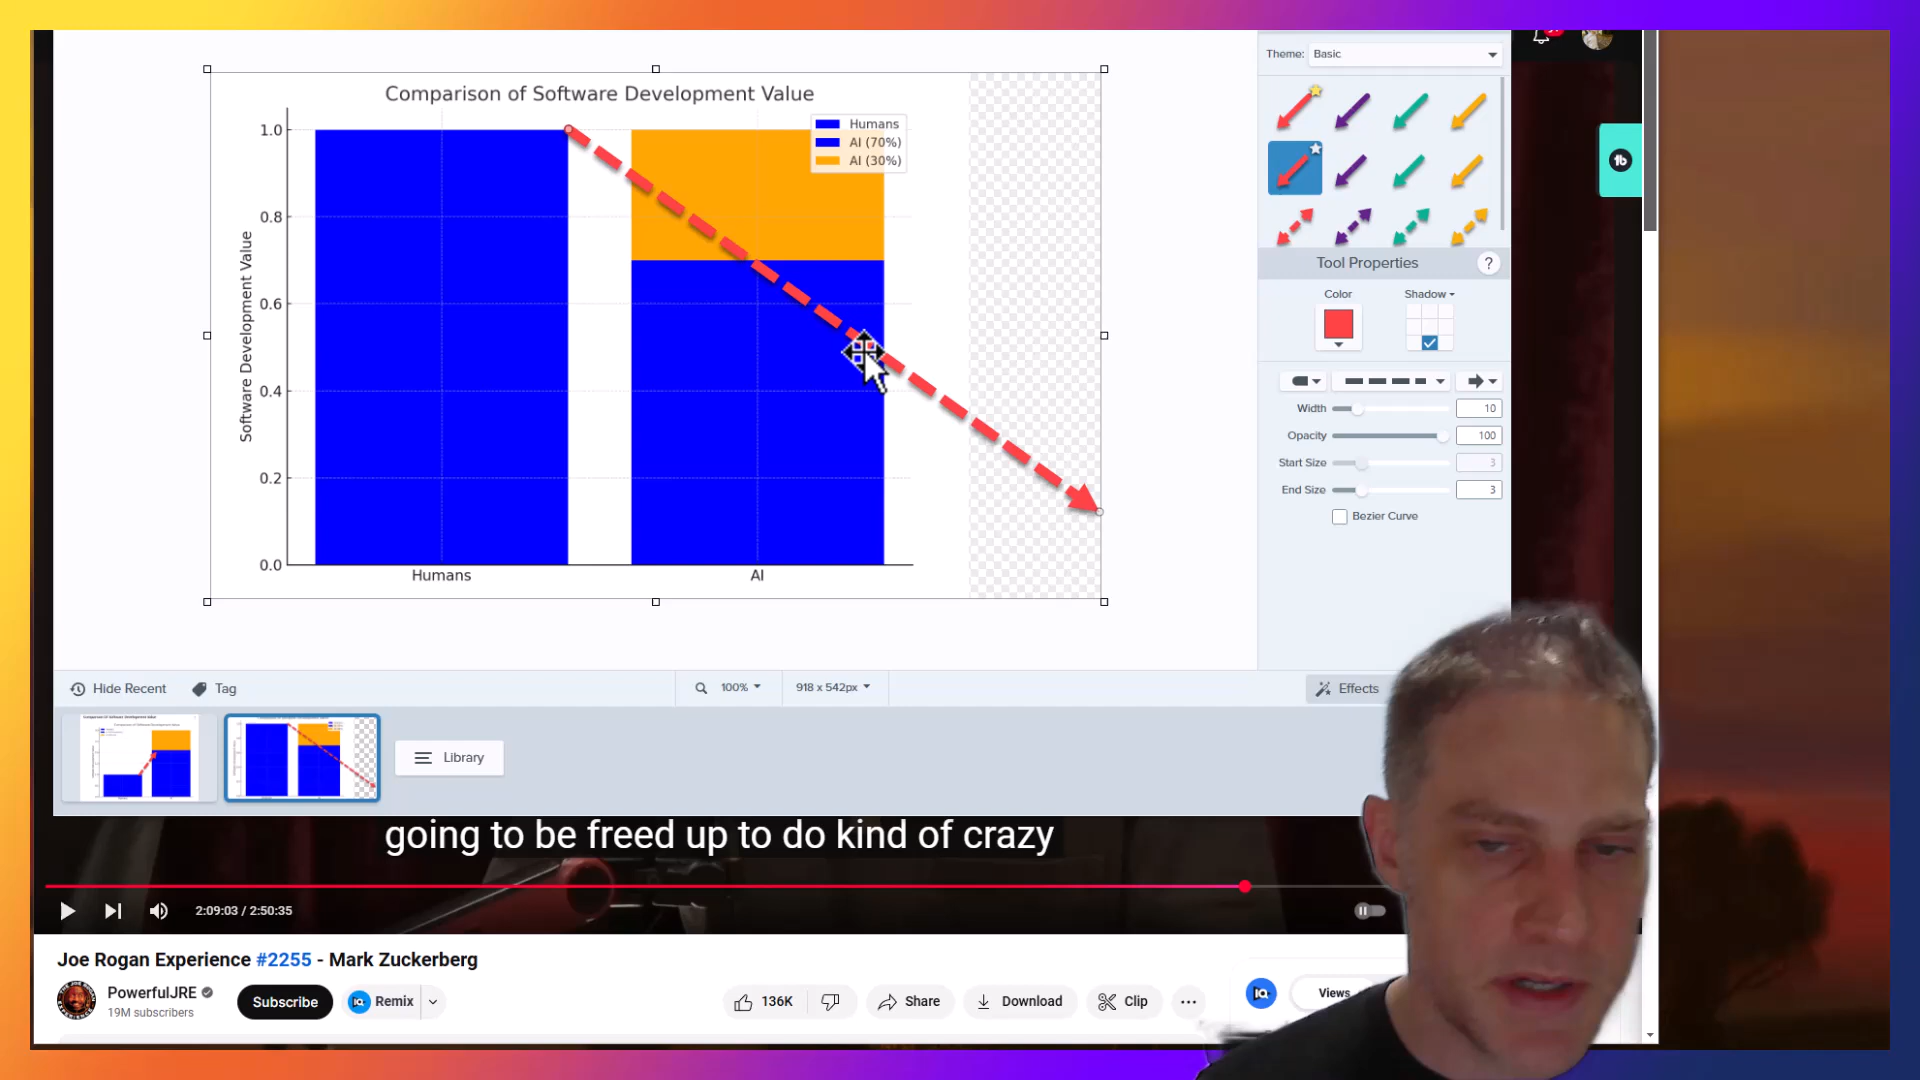 Theme: Basic
Comparison of Software Development Value
Humans
AI (70%)
AI (30%)
1.0
0.8
0.6
0.4
0.2
0.0
Software Development Value
Humans
AI
Tool Properties
?
Color
Shadow
Width 10
Opacity 100
Start Size 3
End Size 3
Bezier Curve
Hide Recent
Tag
100%
918 x 542px
Effects
Library
going to be freed up to do kind of crazy
2:09:03 / 2:50:35
Joe Rogan Experience #2255 - Mark Zuckerberg
PowerfulJRE
19M subscribers
Subscribe
Remix
136K
Share
Download
Clip
Views